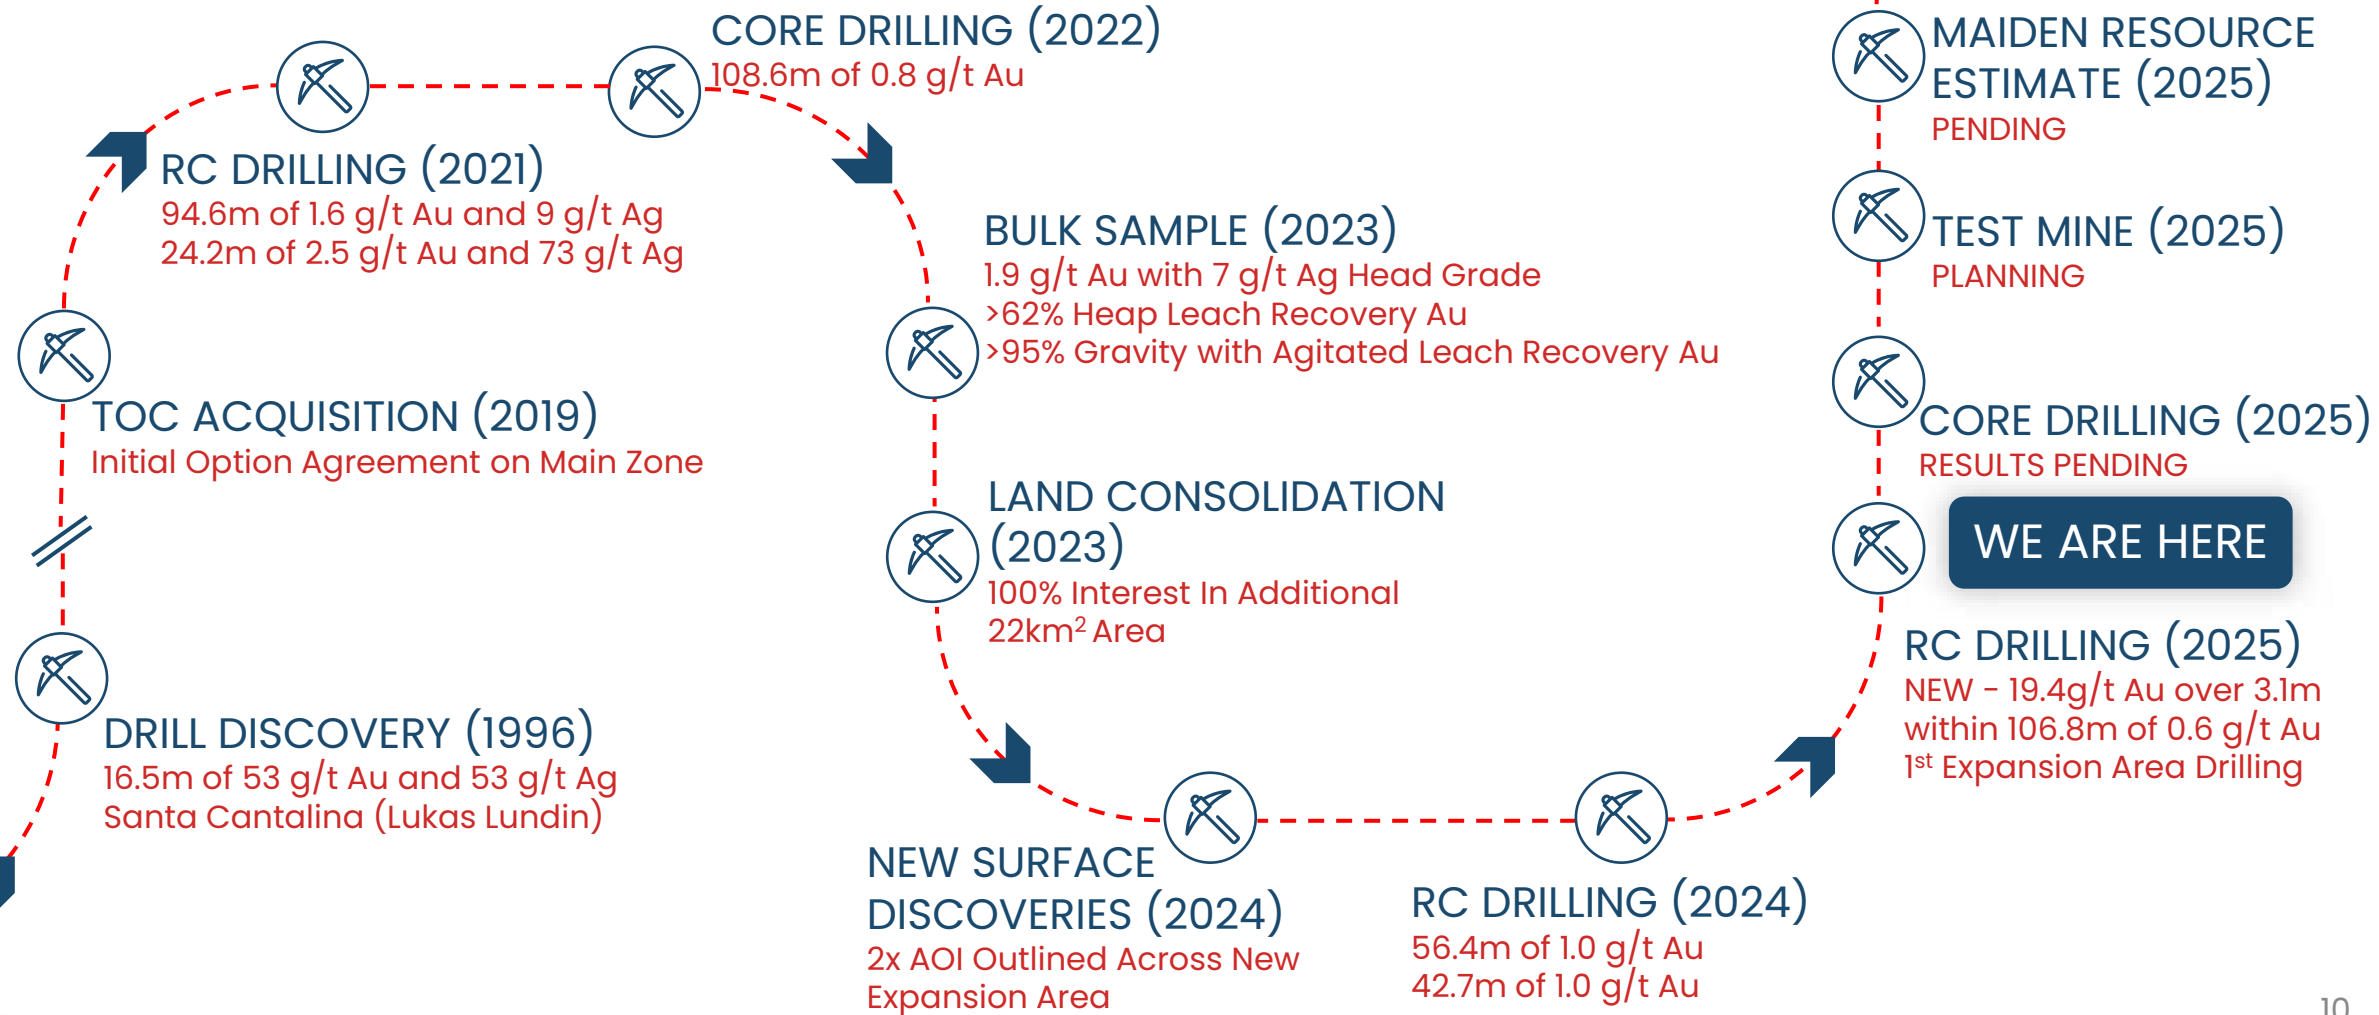 CORE DRILLING (2022)
108.6m of 0.8 g/t Au
RC DRILLING (2021)
94.6m of 1.6 g/t Au and 9 g/t Ag
24.2m of 2.5 g/t Au and 73 g/t Ag
TOC ACQUISITION (2019)
Initial Option Agreement on Main Zone
DRILL DISCOVERY (1996)
16.5m of 53 g/t Au and 53 g/t Ag
Santa Cantalina (Lukas Lundin)
BULK SAMPLE (2023)
1.9 g/t Au with 7 g/t Ag Head Grade
>62% Heap Leach Recovery Au
>95% Gravity with Agitated Leach Recovery Au
LAND CONSOLIDATION
(2023)
100% Interest In Additional
22km² Area
NEW SURFACE
DISCOVERIES (2024)
2x AOI Outlined Across New
Expansion Area
RC DRILLING (2024)
56.4m of 1.0 g/t Au
42.7m of 1.0 g/t Au
MAIDEN RESOURCE
ESTIMATE (2025)
PENDING
TEST MINE (2025)
PLANNING
CORE DRILLING (2025)
RESULTS PENDING
WE ARE HERE
RC DRILLING (2025)
NEW - 19.4g/t Au over 3.1m
within 106.8m of 0.6 g/t Au
1st Expansion Area Drilling
10